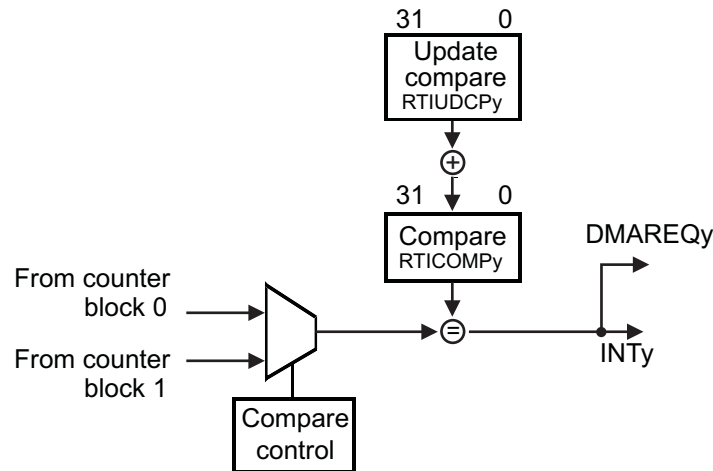 31 0
Update
compare
RTIUDCPy
+
31 0
Compare
RTICOMPy
DMAREQy
From counter
block 0
=
INTy
From counter
block 1
Compare
control